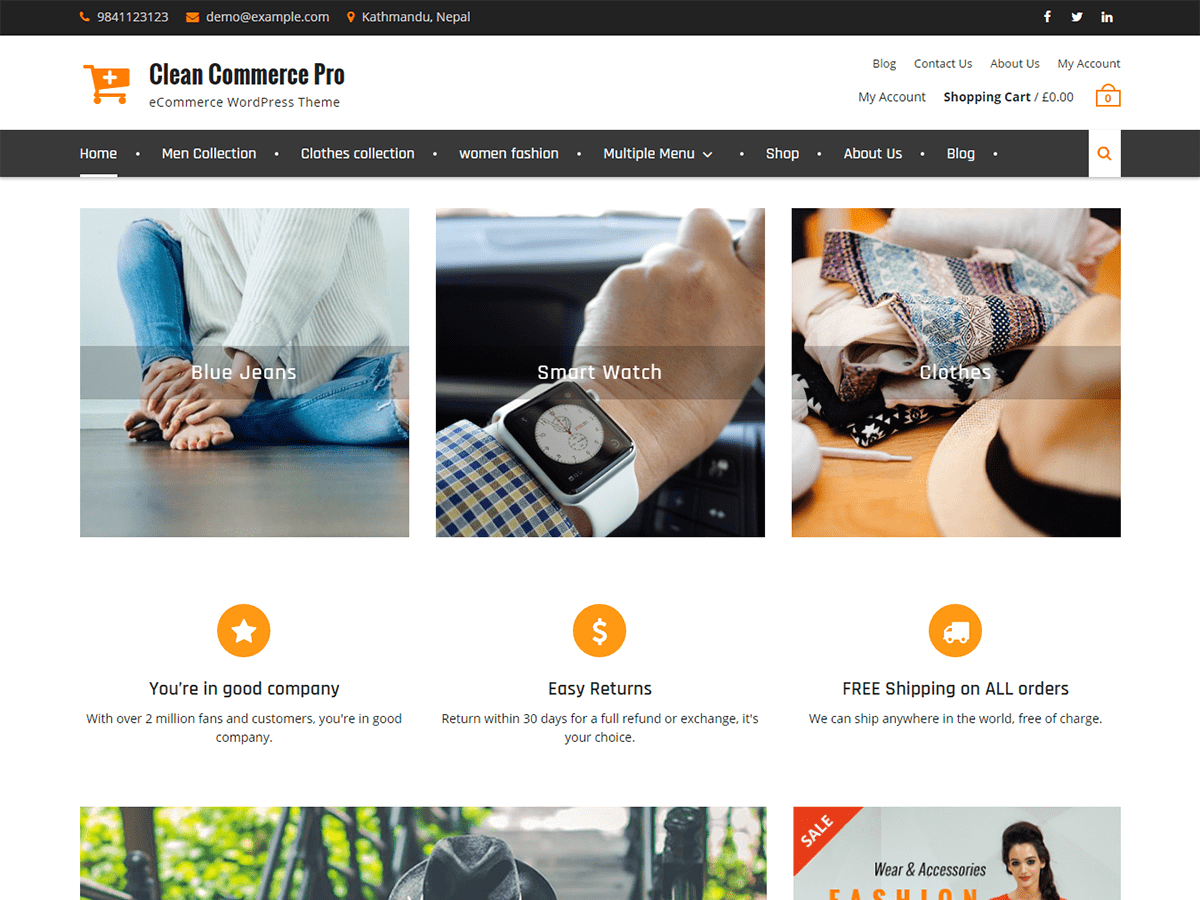 9841123123 demo@example.com Kathmandu, Nepal
Clean Commerce Pro
eCommerce WordPress Theme
Blog Contact Us About Us My Account
My Account Shopping Cart / £0.00 0
Home Men Collection Clothes collection women fashion Multiple Menu Shop About Us Blog
Blue Jeans
Smart Watch
Clothes
You're in good company
With over 2 million fans and customers, you're in good
company.
Easy Returns
Return within 30 days for a full refund or exchange, it's
your choice.
FREE Shipping on ALL orders
We can ship anywhere in the world, free of charge.
SALE
Wear & Accessories
FASHION